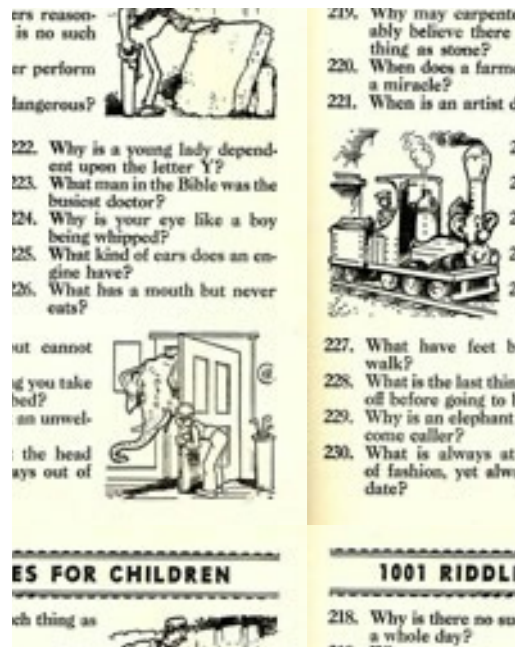 ers reason-
is no such
er perform
dangerous?
222. Why is a young lady depend-
ent upon the letter Y?
223. What man in the Bible was the
busiest doctor?
224. Why is your eye like a boy
being whipped?
225. What kind of ears does an en-
gine have?
226. What has a mouth but never
eats?
out cannot
g you take
bed?
an unwel-
the head
ays out of
ES FOR CHILDREN
ch thing as
219. Why may carpente
ably believe there
thing as stone?
220. When does a farme
a miracle?
221. When is an artist d
227. What have feet b
walk?
228. What is the last thin
off before going to b
229. Why is an elephant
come caller?
230. What is always at
of fashion, yet alwa
date?
1001 RIDDL
218. Why is there no su
a whole day?